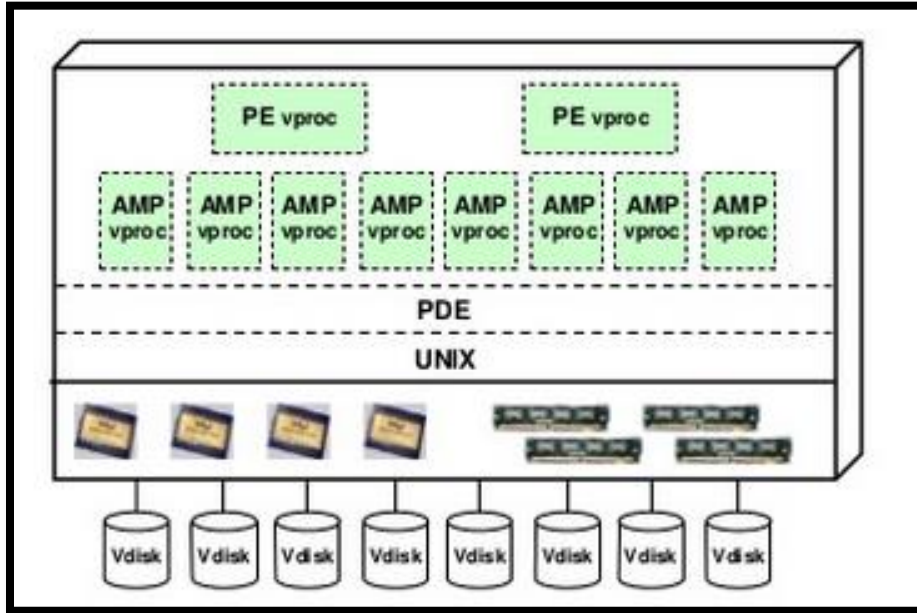 PE vproc PE vproc
AMP AMP AMP AMP AMP AMP AMP AMP
vproc vproc vproc vproc vproc vproc vproc vproc
PDE
UNIX
Vdisk Vdisk Vdisk Vdisk Vdisk Vdisk Vdisk Vdisk